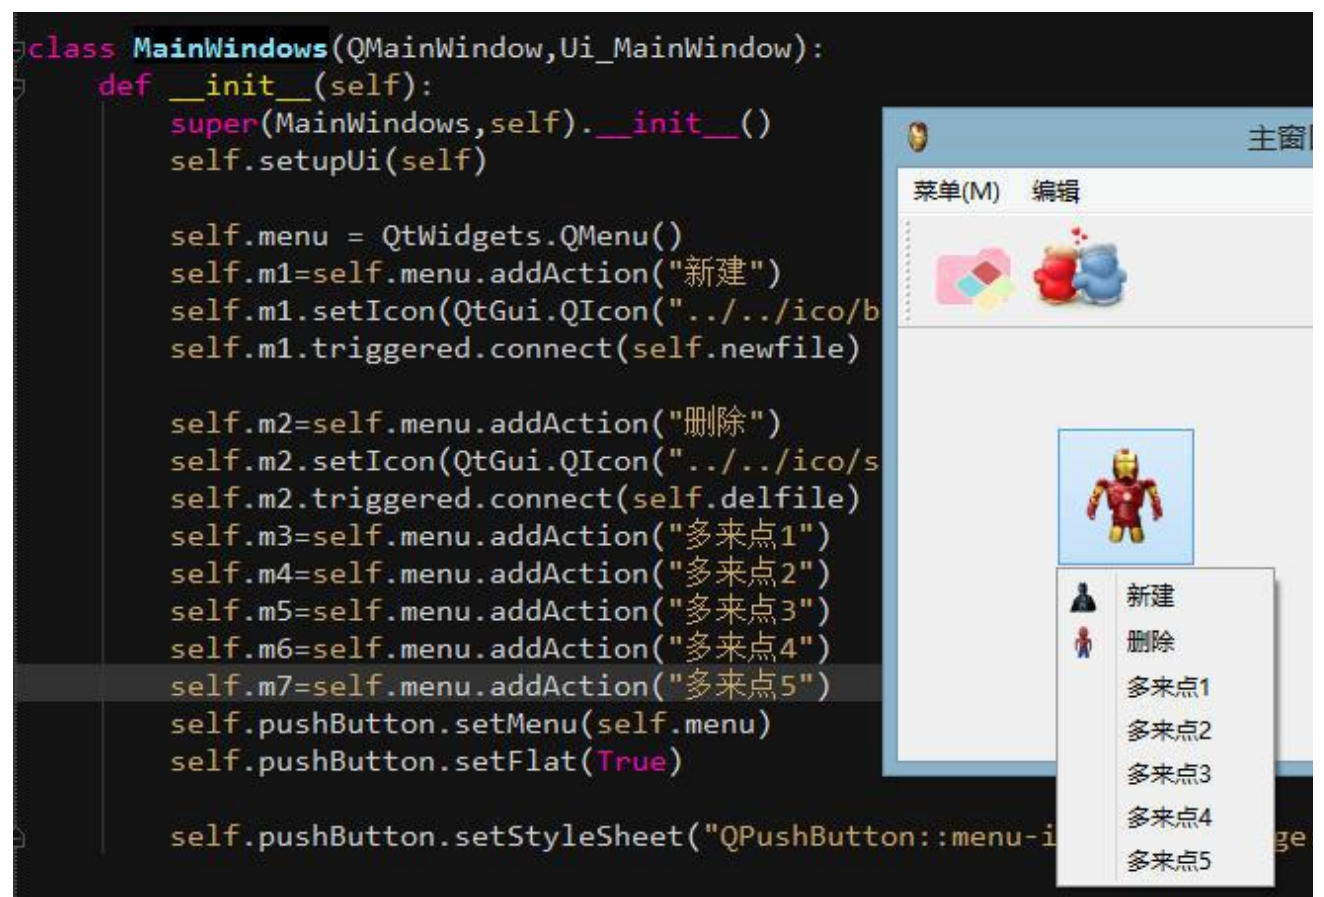 class MainWindows(QMainWindow,Ui_MainWindow):
def __init__(self):
super(MainWindows,self).__init__()
self.setupUi(self)
self.menu = QtWidgets.QMenu()
self.m1=self.menu.addAction("新建")
self.m1.setIcon(QtGui.QIcon("../../ico/b
self.m1.triggered.connect(self.newfile)
self.m2=self.menu.addAction("删除")
self.m2.setIcon(QtGui.QIcon("../../ico/s
self.m2.triggered.connect(self.delfile)
self.m3=self.menu.addAction("多来点1")
self.m4=self.menu.addAction("多来点2")
self.m5=self.menu.addAction("多来点3")
self.m6=self.menu.addAction("多来点4")
self.m7=self.menu.addAction("多来点5")
self.pushButton.setMenu(self.menu)
self.pushButton.setFlat(True)
self.pushButton.setStyleSheet("QPushButton::menu-i ge
主窗
菜单(M) 编辑
新建
删除
多来点1
多来点2
多来点3
多来点4
多来点5